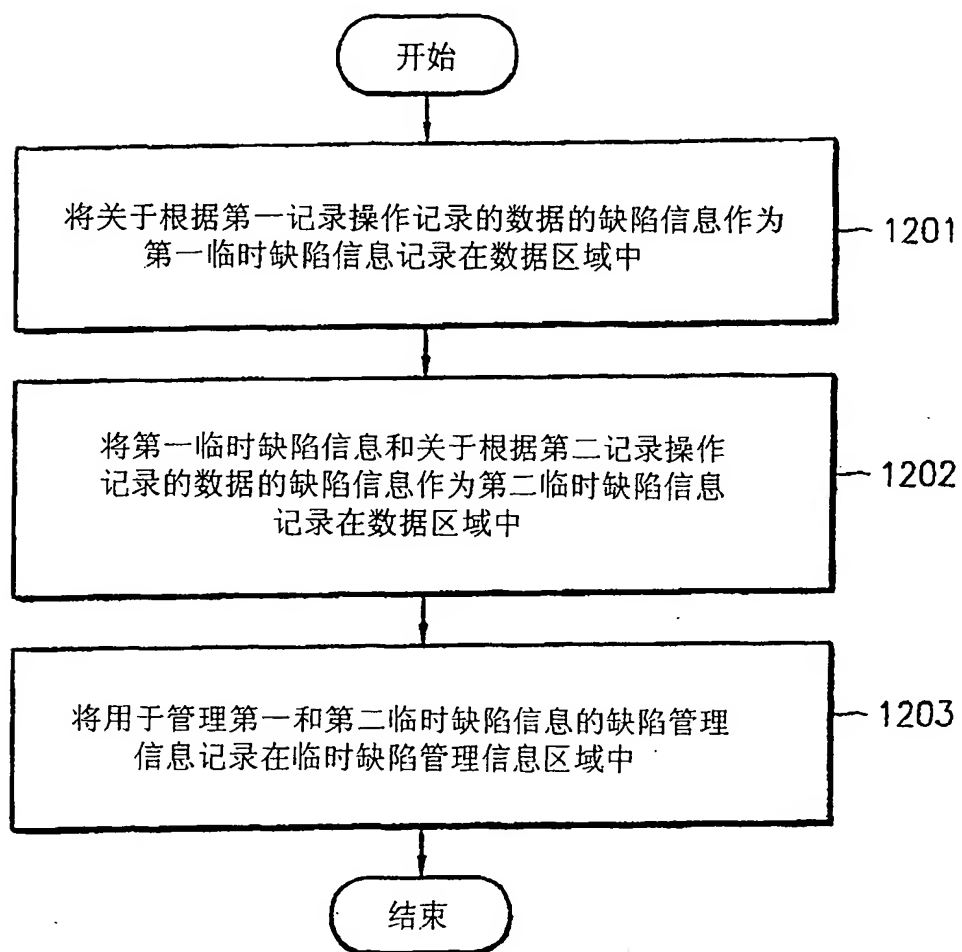 开始
将关于根据第一记录操作记录的数据的缺陷信息作为
第一临时缺陷信息记录在数据区域中
1201
将第一临时缺陷信息和关于根据第二记录操作
记录的数据的缺陷信息作为第二临时缺陷信息
记录在数据区域中
1202
将用于管理第一和第二临时缺陷信息的缺陷管理
信息记录在临时缺陷管理信息区域中
1203
结束